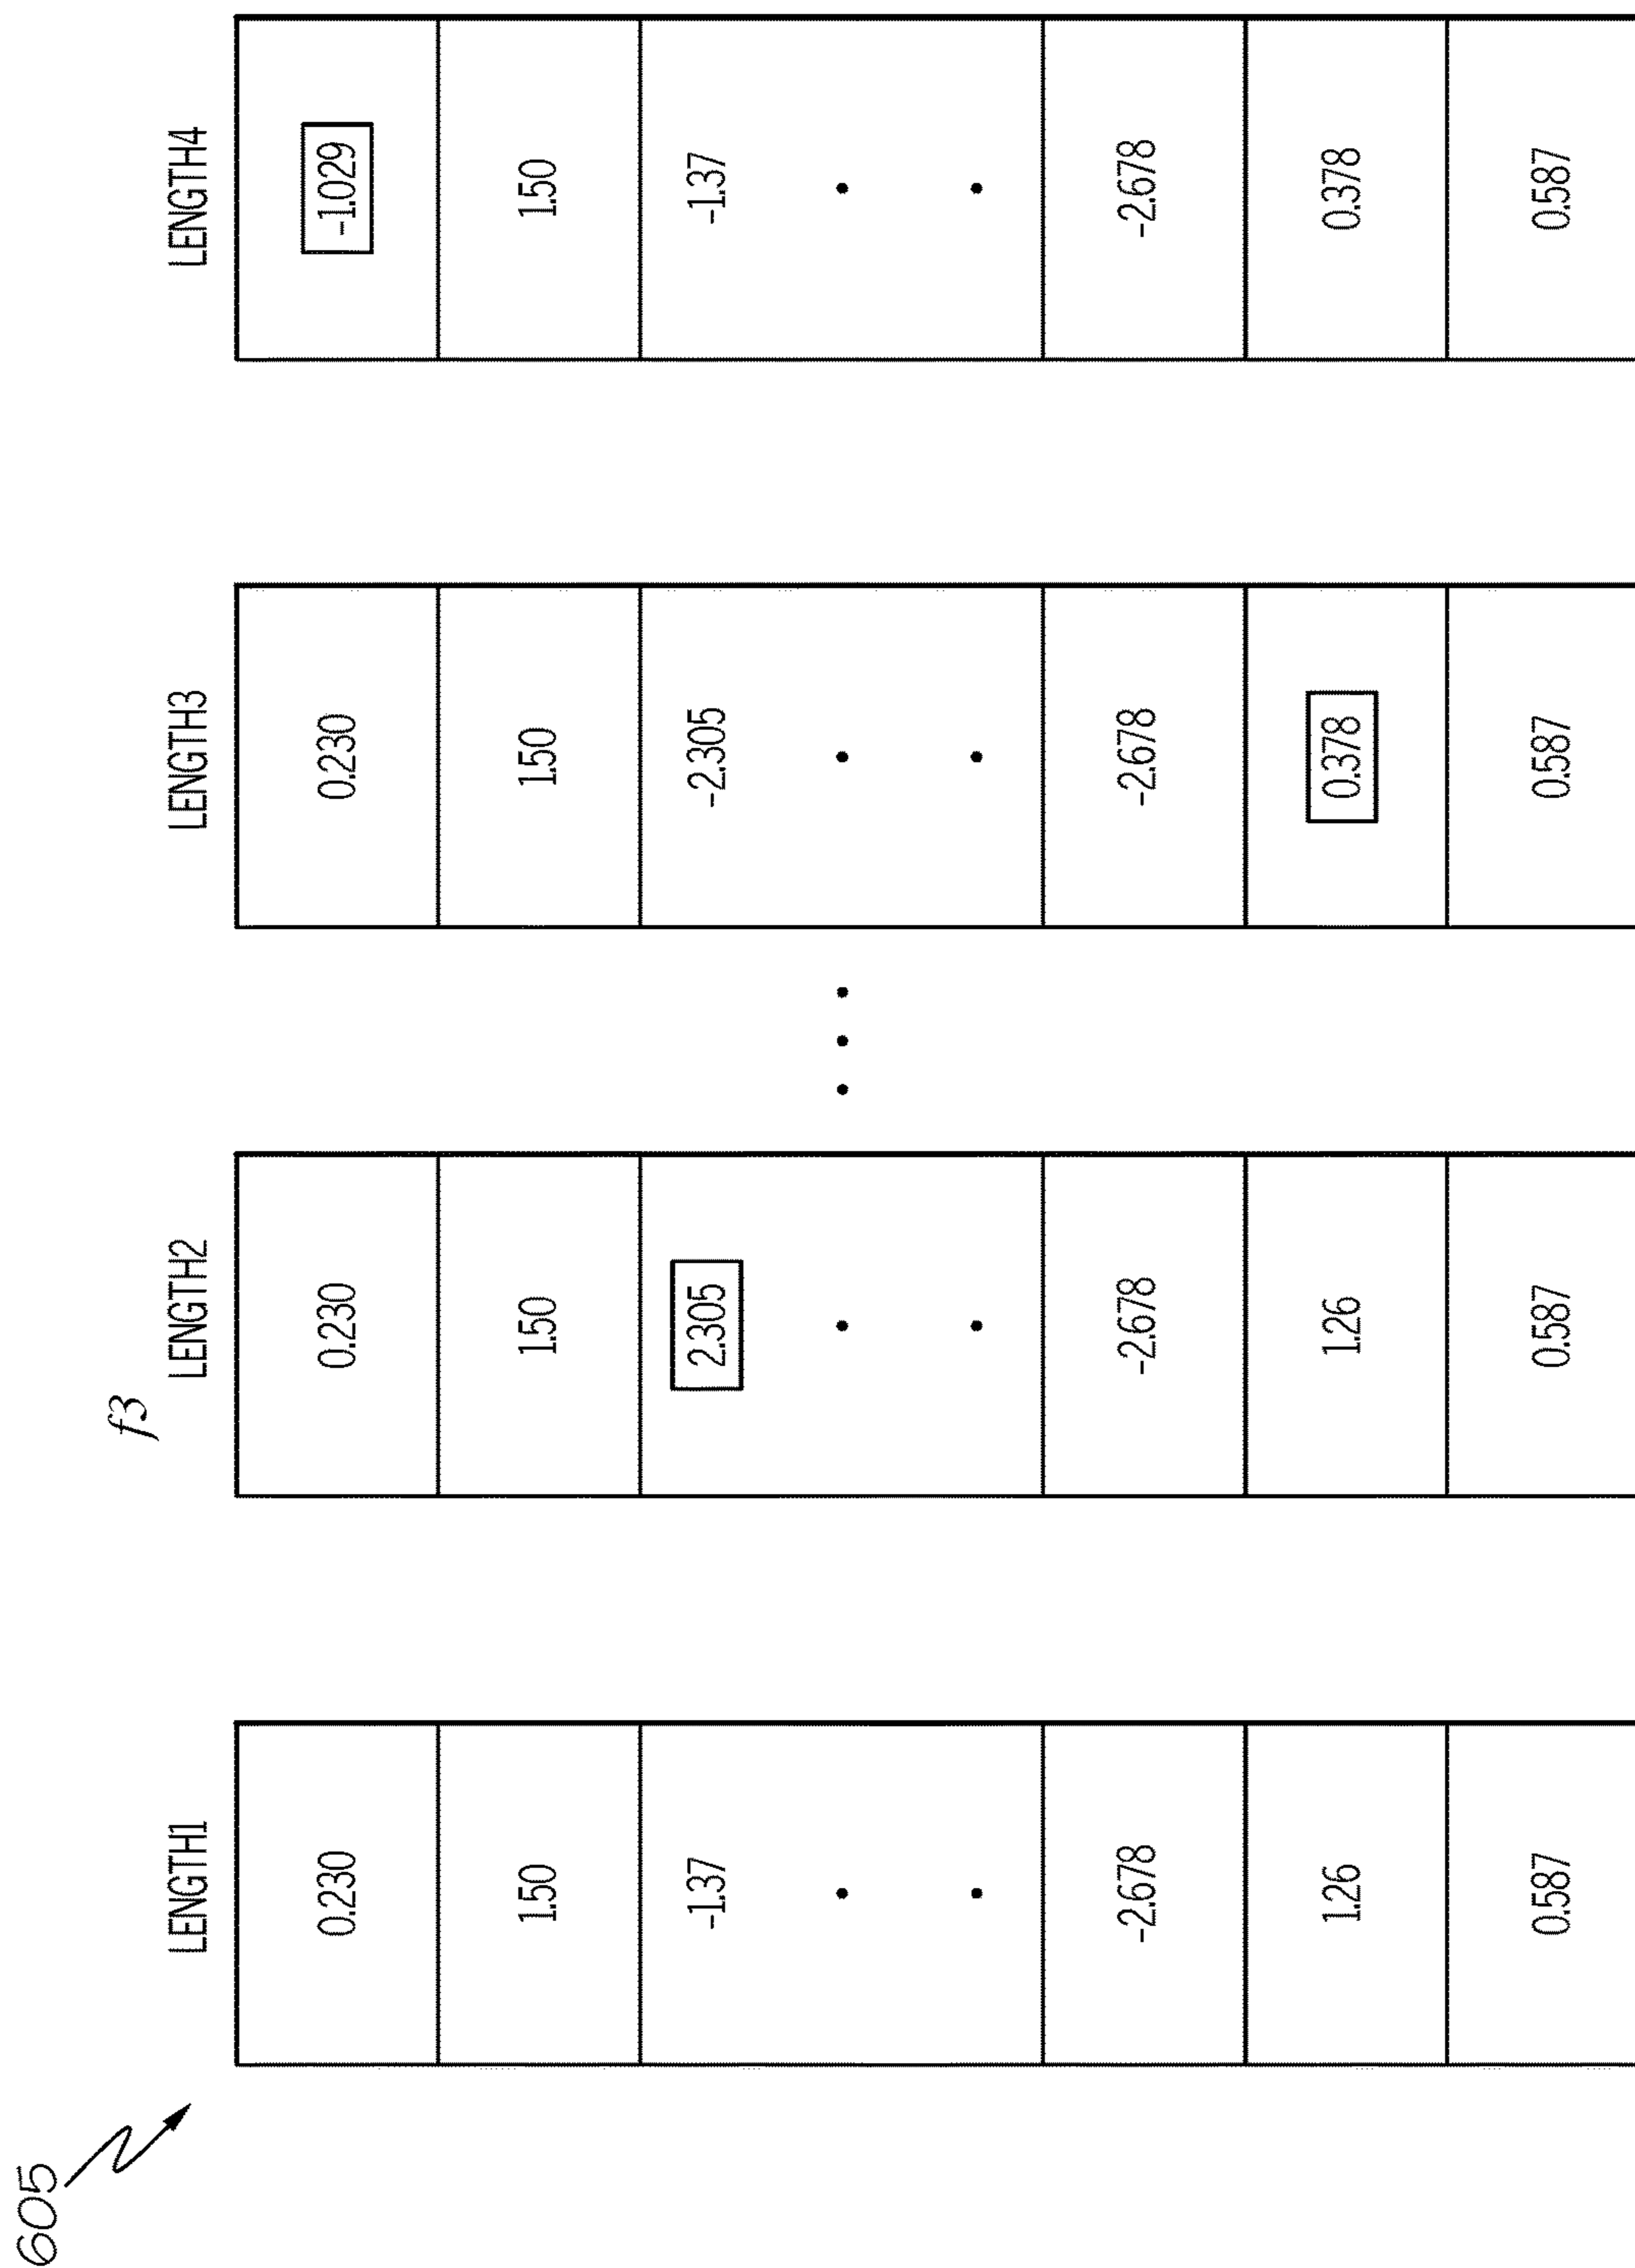 605
f3
LENGTH1 LENGTH2 LENGTH3 LENGTH4
0.230 0.230 0.230 -1.029
1.50 1.50 1.50 1.50
-1.37 2.305 -2.305 -1.37
-2.678 -2.678 -2.678 -2.678
1.26 1.26 0.378 0.378
0.587 0.587 0.587 0.587